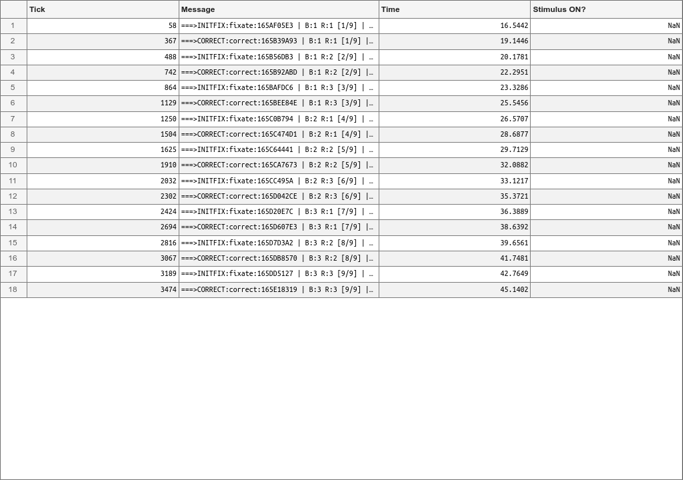 Tick Message Time Stimulus ON?
1 58 ===>INITFIX:fixate:165AF05E3 | B:1 R:1 [1/9] | … 16.5442 NaN
2 367 ===>CORRECT:correct:165B39A93 | B:1 R:1 [1/9] |… 19.1446 NaN
3 488 ===>INITFIX:fixate:165B56DB3 | B:1 R:2 [2/9] | … 20.1781 NaN
4 742 ===>CORRECT:correct:165B92ABD | B:1 R:2 [2/9] |… 22.2951 NaN
5 864 ===>INITFIX:fixate:165BAFDC6 | B:1 R:3 [3/9] | … 23.3286 NaN
6 1129 ===>CORRECT:correct:165BEE84E | B:1 R:3 [3/9] |… 25.5456 NaN
7 1250 ===>INITFIX:fixate:165C0B794 | B:2 R:1 [4/9] | … 26.5707 NaN
8 1504 ===>CORRECT:correct:165C474D1 | B:2 R:1 [4/9] |… 28.6877 NaN
9 1625 ===>INITFIX:fixate:165C64441 | B:2 R:2 [5/9] | … 29.7129 NaN
10 1910 ===>CORRECT:correct:165CA7673 | B:2 R:2 [5/9] |… 32.0882 NaN
11 2032 ===>INITFIX:fixate:165CC495A | B:2 R:3 [6/9] | … 33.1217 NaN
12 2302 ===>CORRECT:correct:165D042CE | B:2 R:3 [6/9] |… 35.3721 NaN
13 2424 ===>INITFIX:fixate:165D20E7C | B:3 R:1 [7/9] | … 36.3889 NaN
14 2694 ===>CORRECT:correct:165D607E3 | B:3 R:1 [7/9] |… 38.6392 NaN
15 2816 ===>INITFIX:fixate:165D7D3A2 | B:3 R:2 [8/9] | … 39.6561 NaN
16 3067 ===>CORRECT:correct:165DB8570 | B:3 R:2 [8/9] |… 41.7481 NaN
17 3189 ===>INITFIX:fixate:165DD5127 | B:3 R:3 [9/9] | … 42.7649 NaN
18 3474 ===>CORRECT:correct:165E18319 | B:3 R:3 [9/9] |… 45.1402 NaN